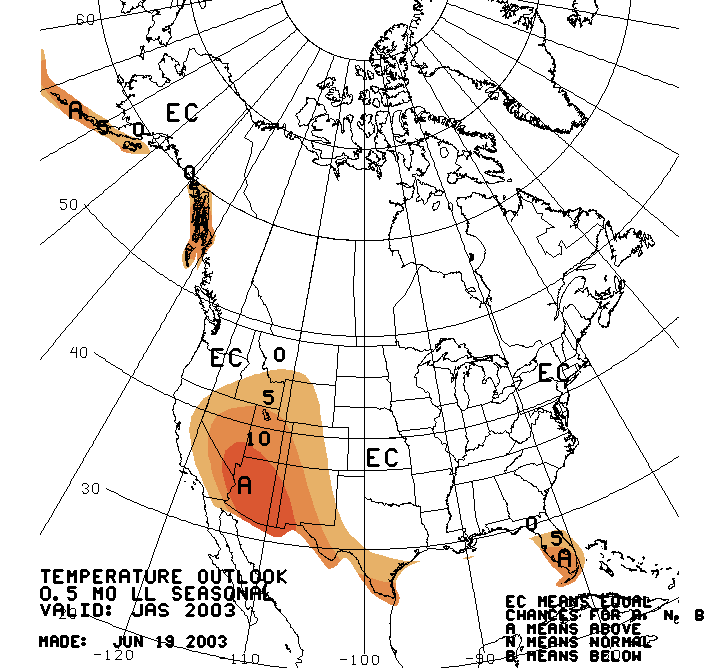 60
EC
A 5 0
0
5
A
50
40
0
EC
EC
5
10
EC
A
30
0
5
A
TEMPERATURE OUTLOOK
0.5 MO LL SEASONAL
VALID: JAS 2003
20
MADE: JUN 19 2003
EC MEANS EQUAL
CHANCES FOR A, N, B
A MEANS ABOVE
N MEANS NORMAL
B MEANS BELOW
-120 -110 -100 -90